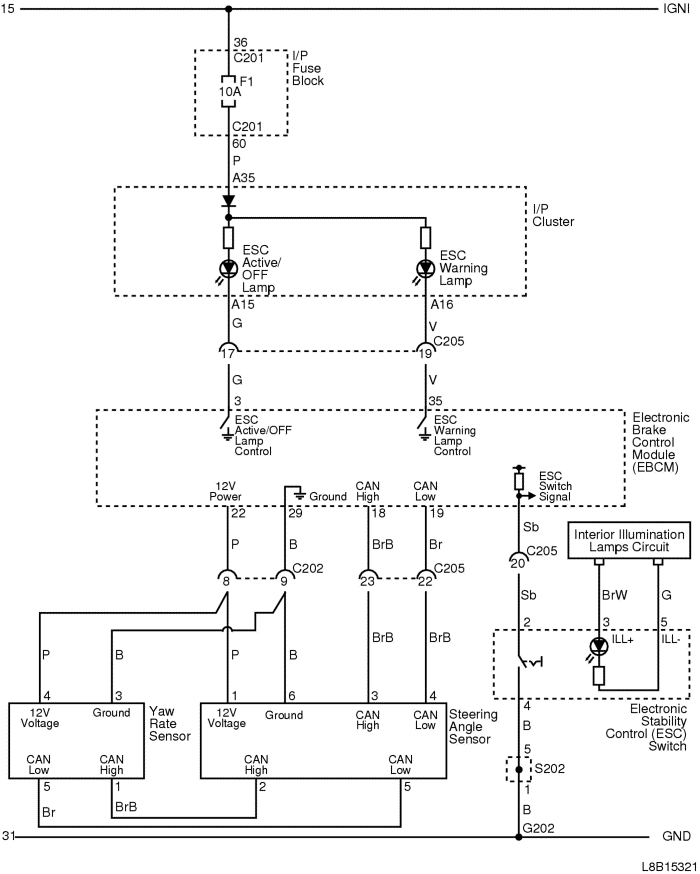 15
IGNI
36
C201
I/P
Fuse
Block
F1
10A
C201
60
P
A35
I/P
Cluster
ESC
Active/
OFF
Lamp
ESC
Warning
Lamp
A15
A16
G
V
C205
17
19
G
V
3
35
ESC
Active/OFF
Lamp
Control
ESC
Warning
Lamp
Control
Electronic
Brake
Control
Module
(EBCM)
12V
Power
Ground
CAN
High
CAN
Low
ESC
Switch
Signal
22
29
18
19
P
B
BrB
Br
Sb
C202
C205
C205
8
9
23
22
20
Interior Illumination
Lamps Circuit
Sb
BrW
G
2
3
5
ILL+
ILL-
P
B
P
B
BrB
BrB
4
3
1
6
3
4
12V
Voltage
Ground
Yaw
Rate
Sensor
12V
Voltage
Ground
CAN
High
CAN
Low
Steering
Angle
Sensor
4
Electronic
Stability
Control (ESC)
Switch
B
CAN
Low
CAN
High
CAN
High
CAN
Low
5
1
2
5
Br
BrB
5
S202
1
B
G202
31
GND
L8B15321